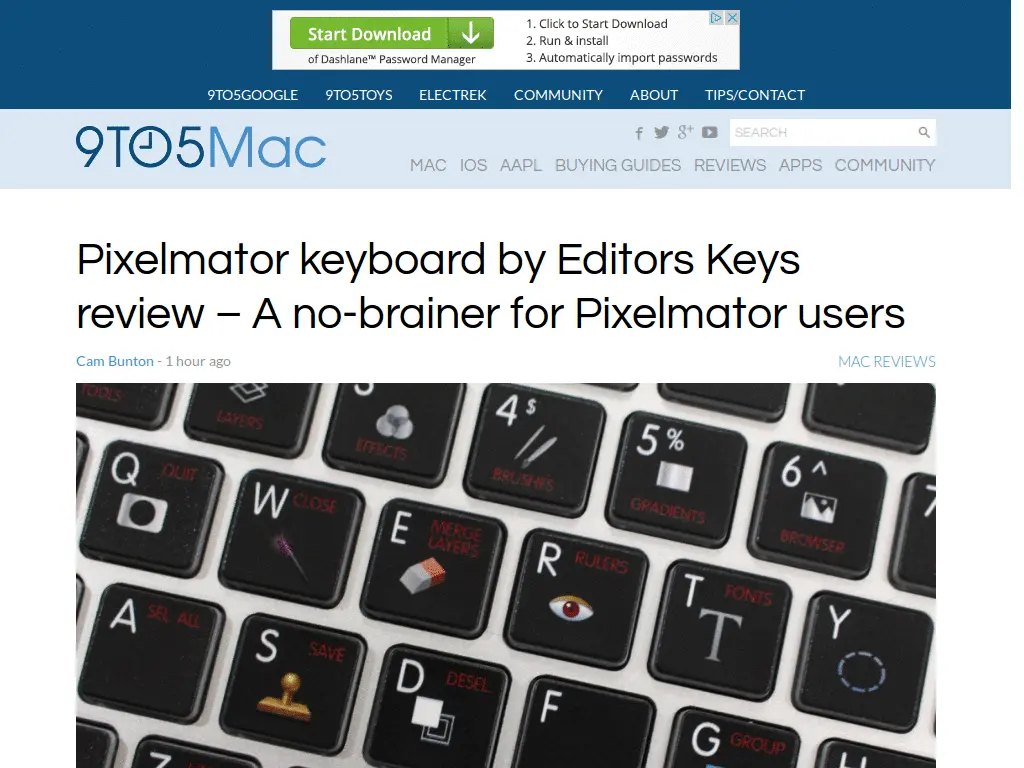 Start Download
of Dashlane™ Password Manager
1. Click to Start Download
2. Run & install
3. Automatically import passwords
9TO5GOOGLE 9TO5TOYS ELECTREK COMMUNITY ABOUT TIPS/CONTACT
9TO5Mac
SEARCH
MAC IOS AAPL BUYING GUIDES REVIEWS APPS COMMUNITY
Pixelmator keyboard by Editors Keys
review – A no-brainer for Pixelmator users
Cam Bunton - 1 hour ago
MAC REVIEWS
TOOLS
LAYERS
EFFECTS
4 $
BRUSHES
5 %
GRADIENTS
6 ^
BROWSER
7
Q QUIT
W CLOSE
E MERGE
LAYERS
R RULERS
T FONTS
T
Y
A SEL ALL
S SAVE
D DESEL
F
G GROUP
H
Z